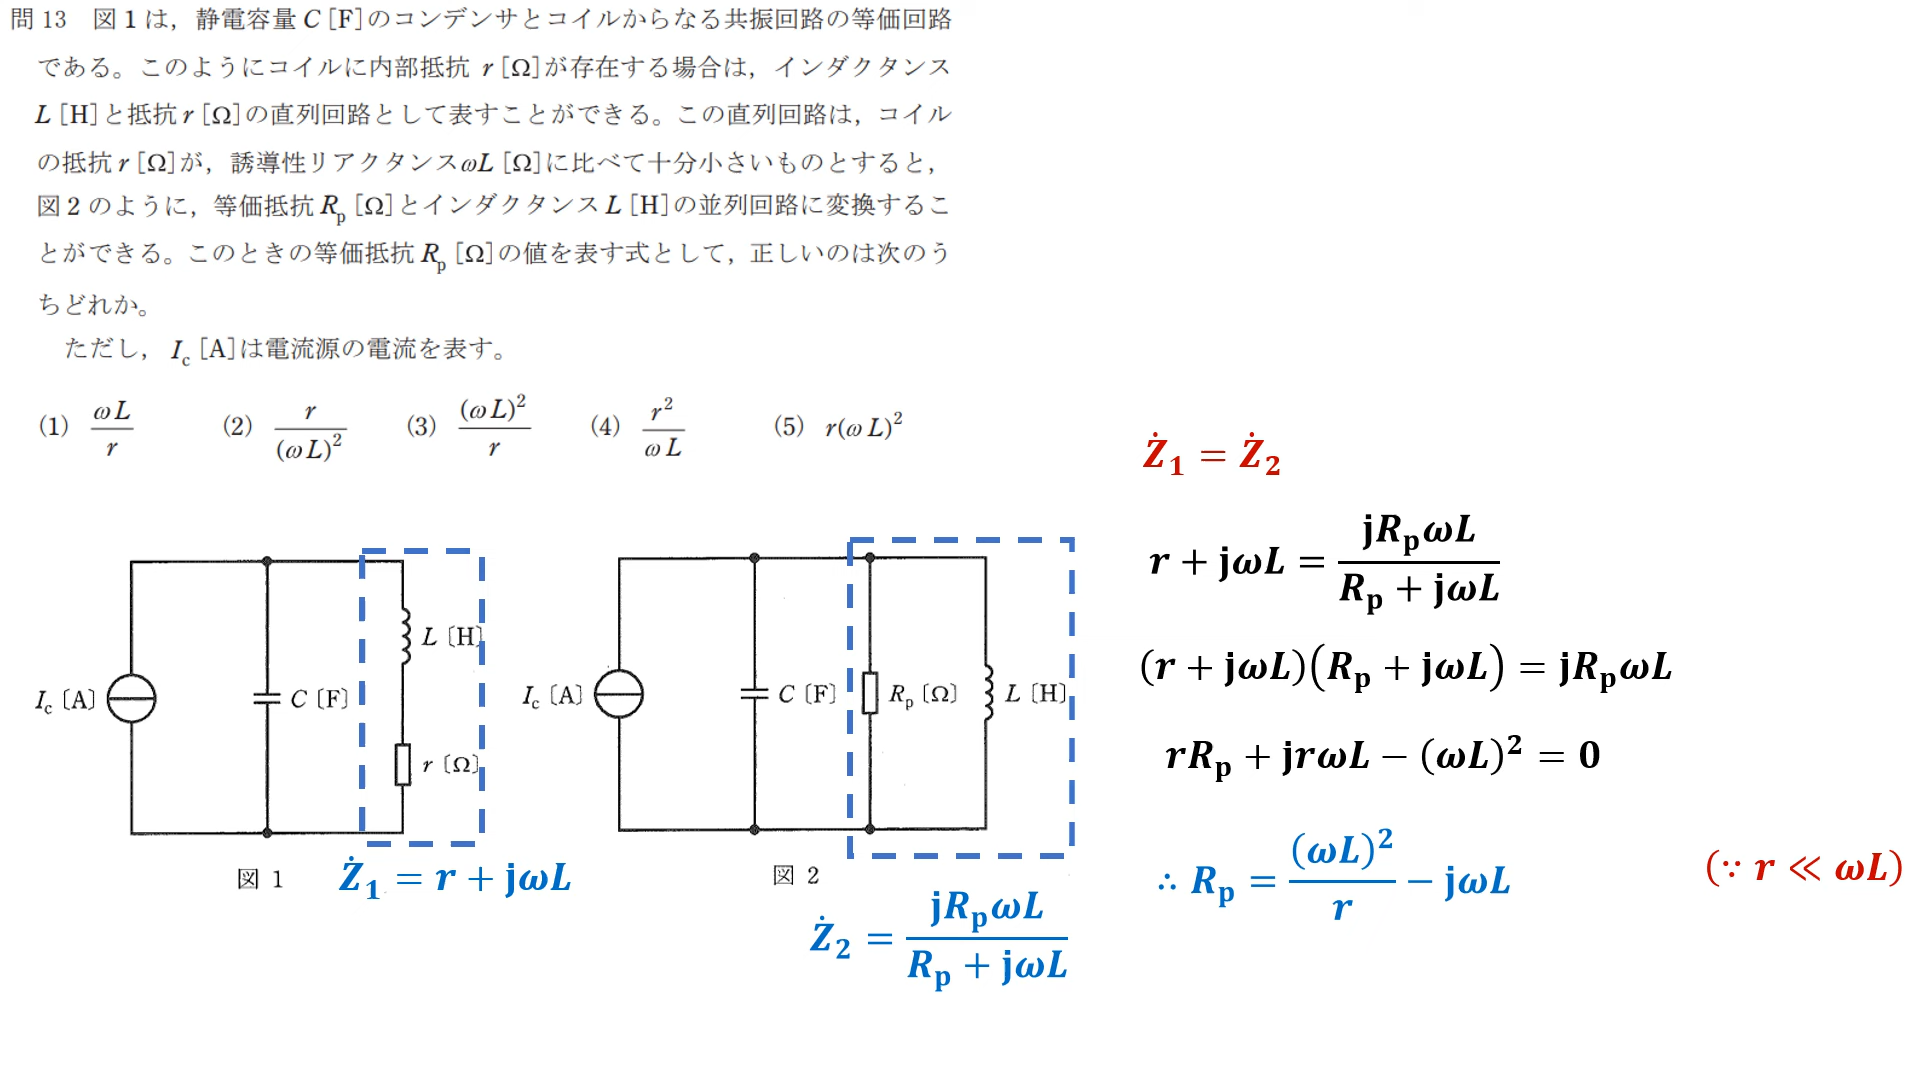 問 13 図 1 は，静電容量 C [F]のコンデンサとコイルからなる共振回路の等価回路
である。このようにコイルに内部抵抗 r [Ω]が存在する場合は，インダクタンス
L [H]と抵抗 r [Ω]の直列回路として表すことができる。この直列回路は，コイル
の抵抗 r [Ω]が，誘導性リアクタンスωL [Ω]に比べて十分小さいものとすると，
図 2 のように，等価抵抗 Rp [Ω]とインダクタンス L [H]の並列回路に変換するこ
とができる。このときの等価抵抗 Rp [Ω]の値を表す式として，正しいのは次のう
ちどれか。
ただし， Ic [A]は電流源の電流を表す。
(1) ωL/r (2) r/(ωL)² (3) (ωL)²/r (4) r²/ωL (5) r(ωL)²
Ic〔A〕 C〔F〕 L〔H〕 r〔Ω〕
図 1
Ż₁ = r + jωL
Ic〔A〕 C〔F〕 Rp〔Ω〕 L〔H〕
図 2
Ż₂ = jRpωL/(Rp + jωL)
Ż₁ = Ż₂
r + jωL = jRpωL/(Rp + jωL)
(r + jωL)(Rp + jωL) = jRpωL
rRp + jrωL − (ωL)² = 0
∴ Rp = (ωL)²/r − jωL (∵ r ≪ ωL)